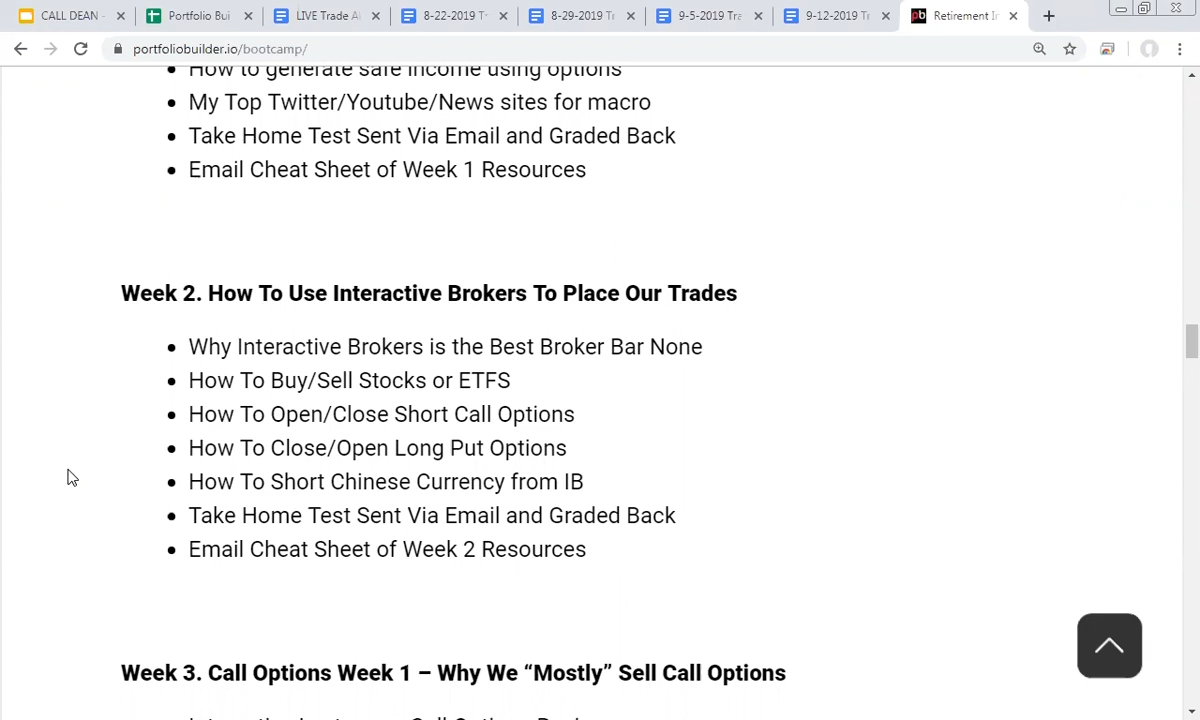 CALL DEAN -
Portfolio Bui
LIVE Trade Al
8-22-2019 T
8-29-2019 Tr
9-5-2019 Tra
9-12-2019 Tr
pb Retirement Ir
portfoliobuilder.io/bootcamp/
• How to generate safe income using options
• My Top Twitter/Youtube/News sites for macro
• Take Home Test Sent Via Email and Graded Back
• Email Cheat Sheet of Week 1 Resources
Week 2. How To Use Interactive Brokers To Place Our Trades
• Why Interactive Brokers is the Best Broker Bar None
• How To Buy/Sell Stocks or ETFS
• How To Open/Close Short Call Options
• How To Close/Open Long Put Options
• How To Short Chinese Currency from IB
• Take Home Test Sent Via Email and Graded Back
• Email Cheat Sheet of Week 2 Resources
Week 3. Call Options Week 1 – Why We “Mostly” Sell Call Options